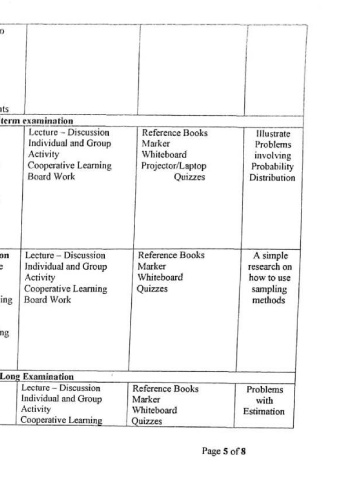 o
nts
term examination
Lecture – Discussion
Individual and Group
Activity
Cooperative Learning
Board Work
Reference Books
Marker
Whiteboard
Projector/Laptop
Quizzes
Illustrate
Problems
involving
Probability
Distribution
on
e
ing
ng
Lecture – Discussion
Individual and Group
Activity
Cooperative Learning
Board Work
Reference Books
Marker
Whiteboard
Quizzes
A simple
research on
how to use
sampling
methods
Long Examination
Lecture – Discussion
Individual and Group
Activity
Cooperative Learning
Reference Books
Marker
Whiteboard
Quizzes
Problems
with
Estimation
Page 5 of 8